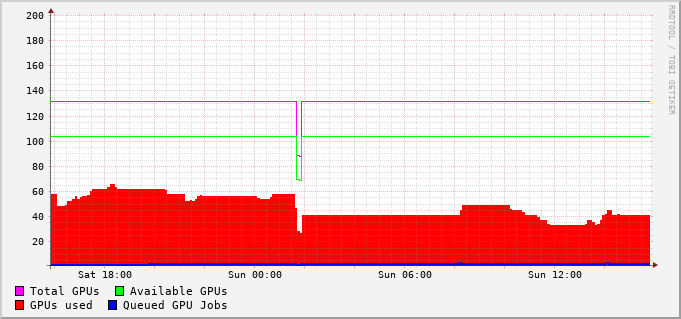 200
180
160
140
120
100
80
60
40
20
Sat 18:00 Sun 00:00 Sun 06:00 Sun 12:00
Total GPUs Available GPUs
GPUs used Queued GPU Jobs
RRDTOOL / TOBI OETIKER